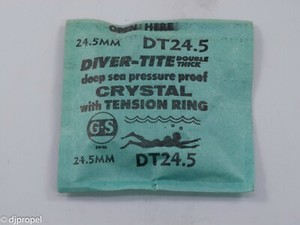 OPEN HERE
24.5MM DT24.5
DIVER-TITE DOUBLE THICK
deep sea pressure proof
CRYSTAL
with TENSION RING
G-S
24.5MM DT24.5
©djpropel